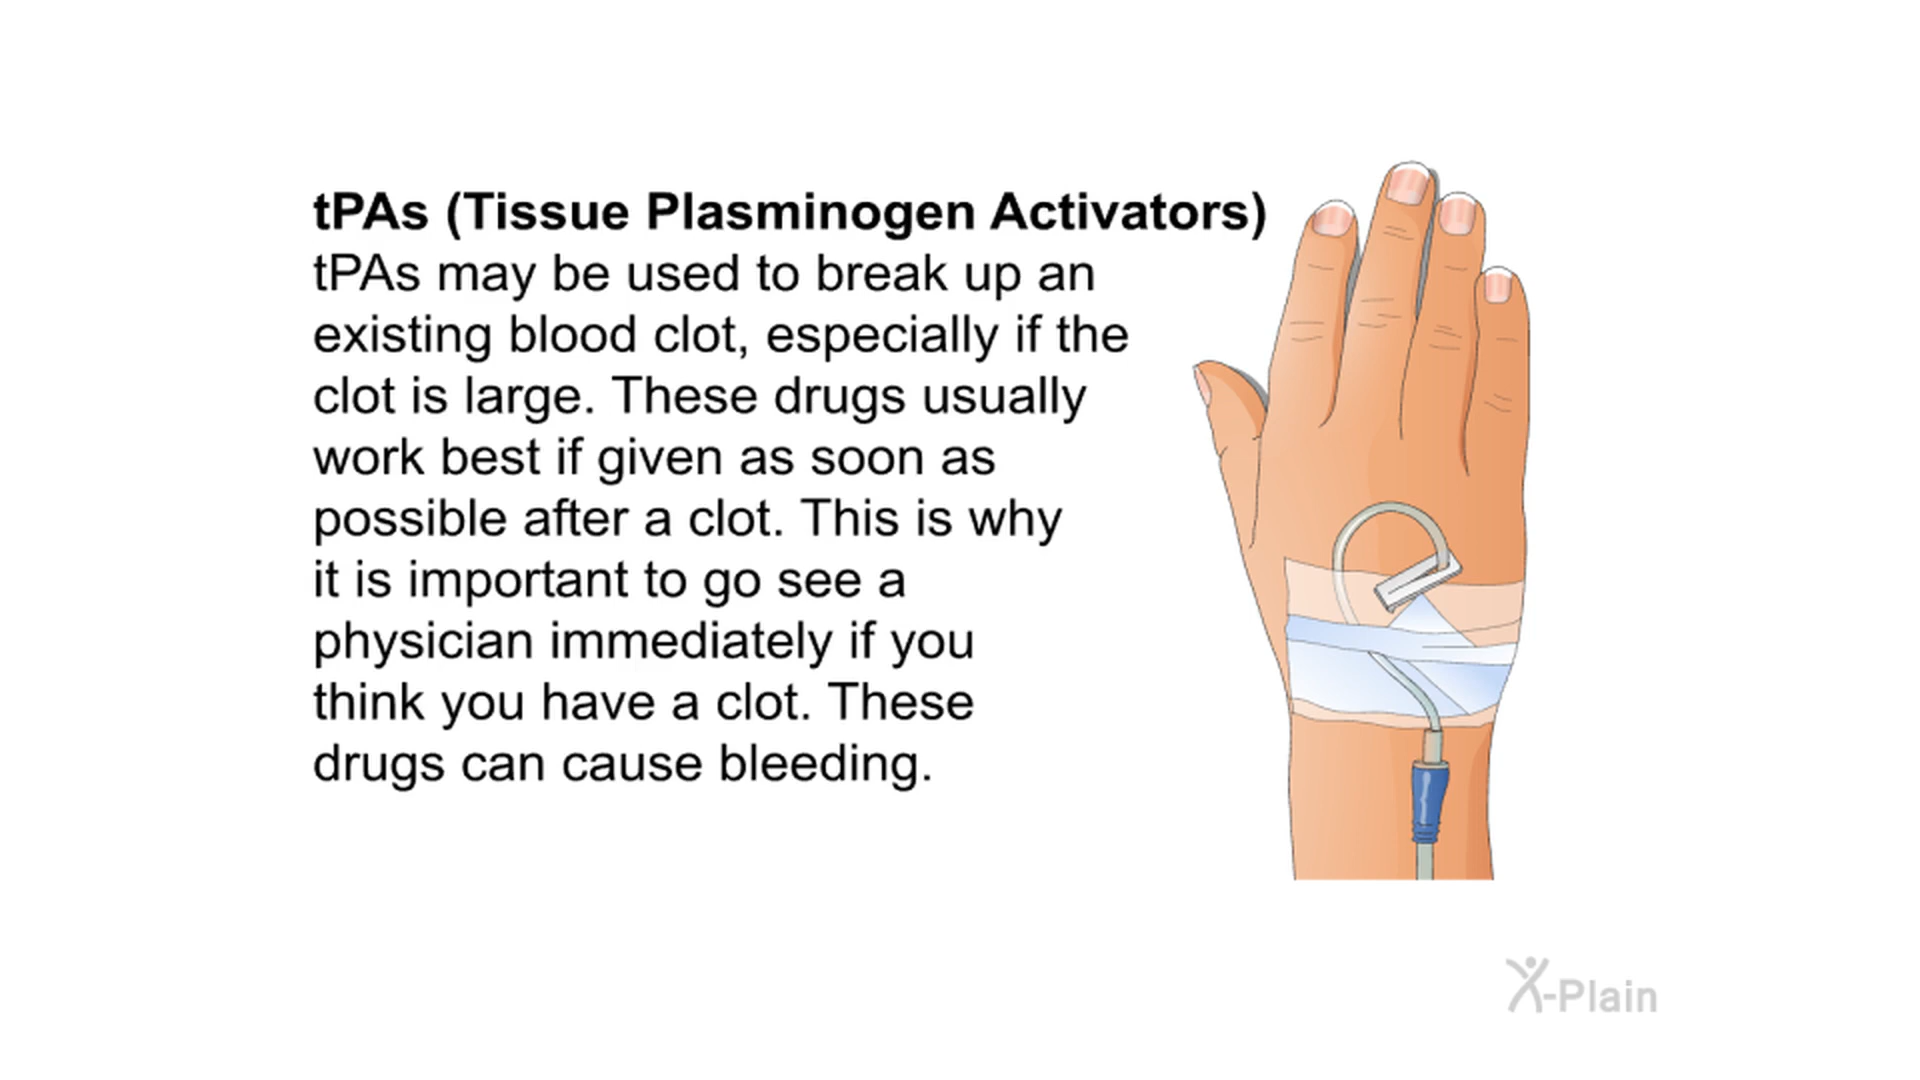 tPAs (Tissue Plasminogen Activators)
tPAs may be used to break up an
existing blood clot, especially if the
clot is large. These drugs usually
work best if given as soon as
possible after a clot. This is why
it is important to go see a
physician immediately if you
think you have a clot. These
drugs can cause bleeding.
X-Plain